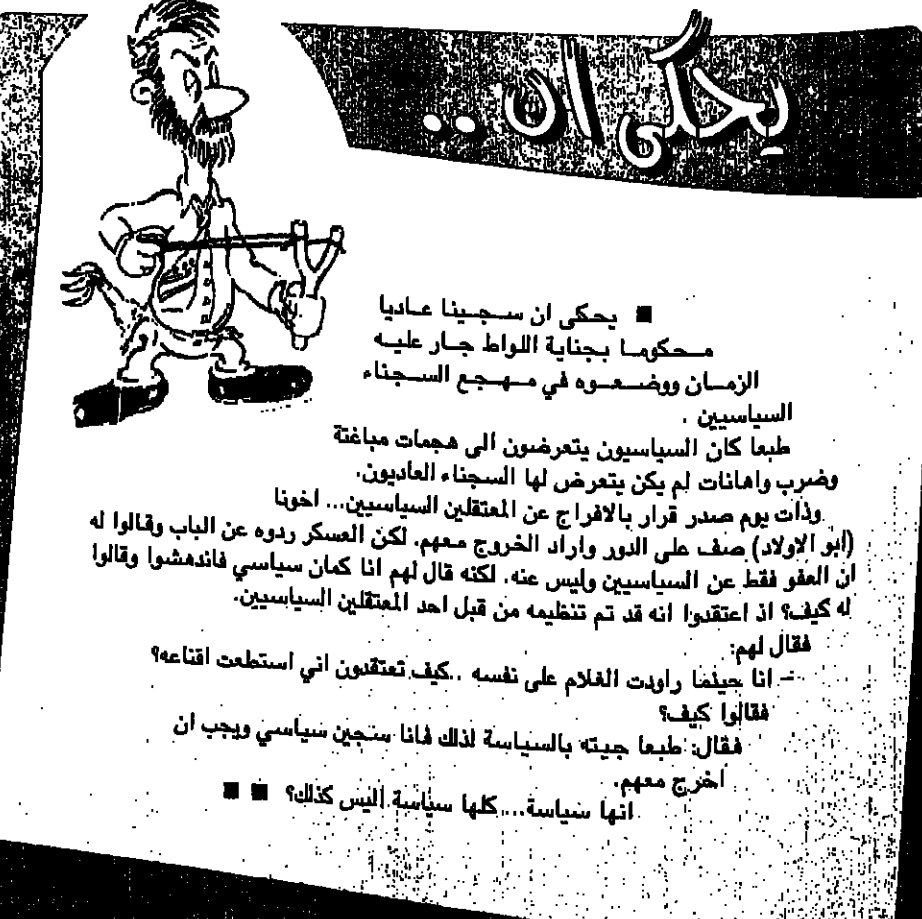 يحكى ان..
■ يحكى ان سجينا عاديا
محكوما بجناية اللواط جار عليه
الزمان ووضعوه في مهجع السجناء
السياسيين .
طبعا كان السياسيون يتعرضون الى هجمات مباغتة
وضرب واهانات لم يكن يتعرض لها السجناء العاديون.
وذات يوم صدر قرار بالافراج عن المعتقلين السياسيين... اخونا
(ابو الاولاد) صف على الدور واراد الخروج معهم. لكن العسكر ردوه عن الباب وقالوا له
ان العفو فقط عن السياسيين وليس عنه. لكنه قال لهم انا كمان سياسي فاندهشوا وقالوا
له كيف؟ اذ اعتقدوا انه قد تم تنظيمه من قبل احد المعتقلين السياسيين.
فقال لهم:
- انا حينما راودت الغلام على نفسه ..كيف تعتقدون اني استطعت اقناعه؟
فقالوا كيف؟
فقال: طبعا جيته بالسياسة لذلك فانا سجين سياسي ويجب ان
اخرج معهم.
انها سياسة.... كلها سياسة اليس كذلك؟ ■ ■